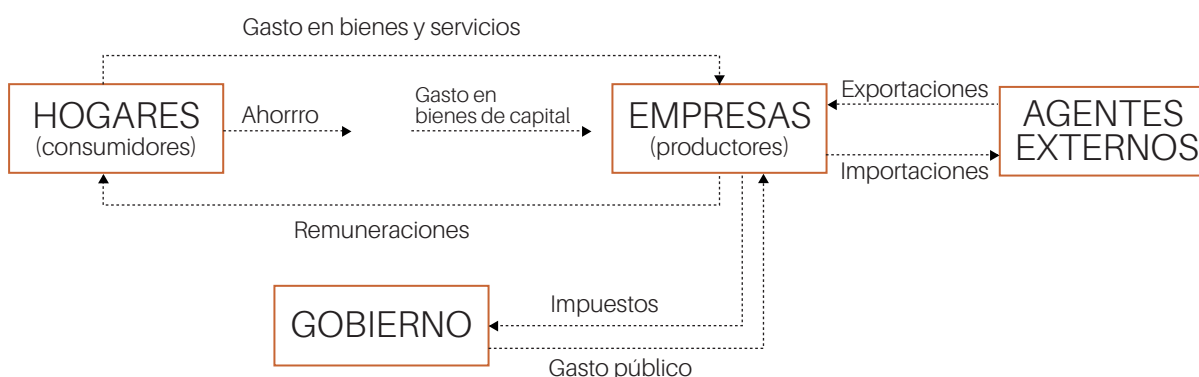 Gasto en bienes y servicios
HOGARES
(consumidores)
Ahorrro
Gasto en
bienes de capital
EMPRESAS
(productores)
Exportaciones
Importaciones
AGENTES
EXTERNOS
Remuneraciones
GOBIERNO
Impuestos
Gasto público